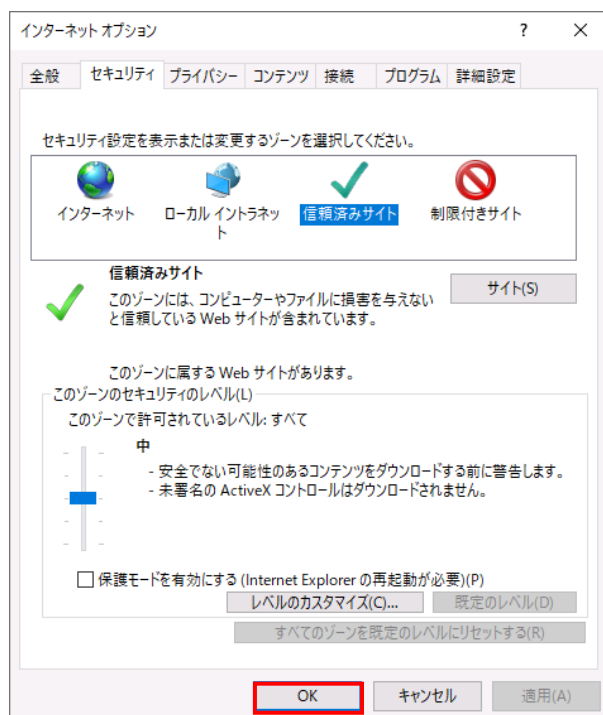 インターネット オプション
?
全般 セキュリティ プライバシー コンテンツ 接続 プログラム 詳細設定
セキュリティ設定を表示または変更するゾーンを選択してください。
インターネット ローカル イントラネッ 信頼済みサイト 制限付きサイト
ト
信頼済みサイト
このゾーンには、コンピューターやファイルに損害を与えない
と信頼している Web サイトが含まれています。
サイト(S)
このゾーンに属する Web サイトがあります。
このゾーンのセキュリティのレベル(L)
このゾーンで許可されているレベル: すべて
中
- 安全でない可能性のあるコンテンツをダウンロードする前に警告します。
- 未署名の ActiveX コントロールはダウンロードされません。
保護モードを有効にする (Internet Explorer の再起動が必要)(P)
レベルのカスタマイズ(C)... 既定のレベル(D)
すべてのゾーンを既定のレベルにリセットする(R)
OK キャンセル 適用(A)